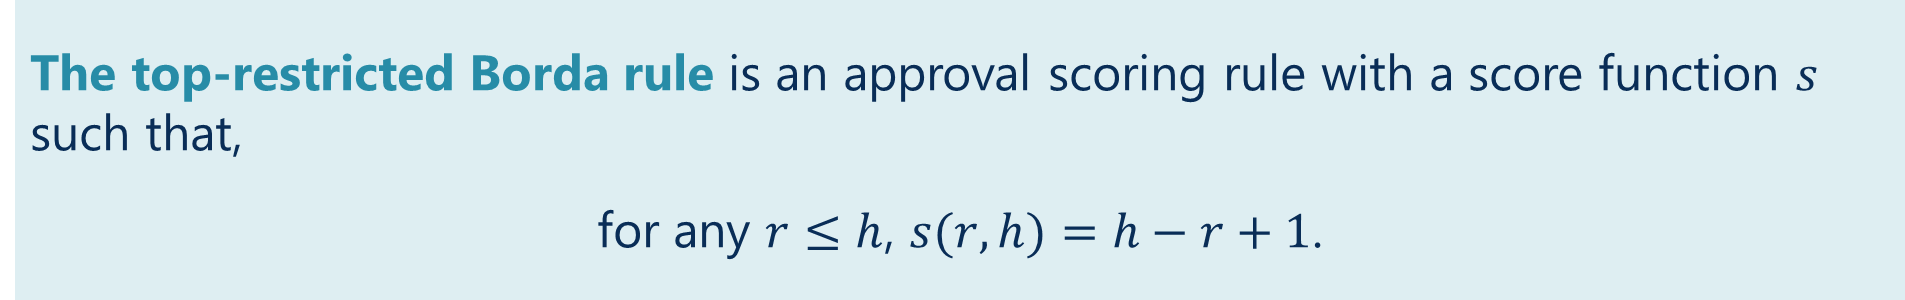 The top-restricted Borda rule is an approval scoring rule with a score function 𝑠
such that,
for any 𝑟 ≤ ℎ, 𝑠(𝑟, ℎ) = ℎ − 𝑟 + 1.